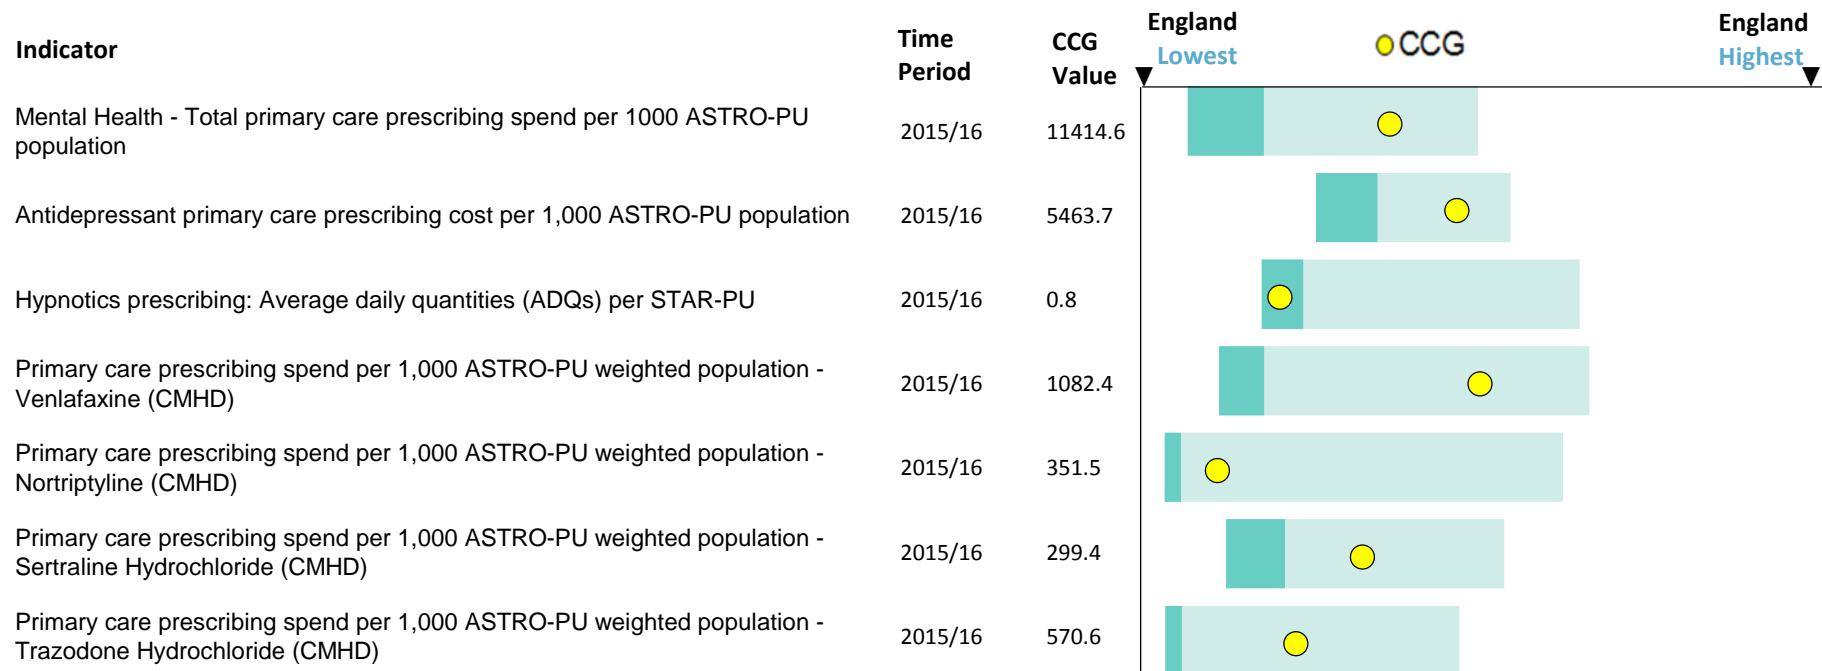 Indicator
Time
Period
CCG
Value
England
Lowest
CCG
England
Highest
Mental Health - Total primary care prescribing spend per 1000 ASTRO-PU
population
2015/16
11414.6
Antidepressant primary care prescribing cost per 1,000 ASTRO-PU population
2015/16
5463.7
Hypnotics prescribing: Average daily quantities (ADQs) per STAR-PU
2015/16
0.8
Primary care prescribing spend per 1,000 ASTRO-PU weighted population -
Venlafaxine (CMHD)
2015/16
1082.4
Primary care prescribing spend per 1,000 ASTRO-PU weighted population -
Nortriptyline (CMHD)
2015/16
351.5
Primary care prescribing spend per 1,000 ASTRO-PU weighted population -
Sertraline Hydrochloride (CMHD)
2015/16
299.4
Primary care prescribing spend per 1,000 ASTRO-PU weighted population -
Trazodone Hydrochloride (CMHD)
2015/16
570.6